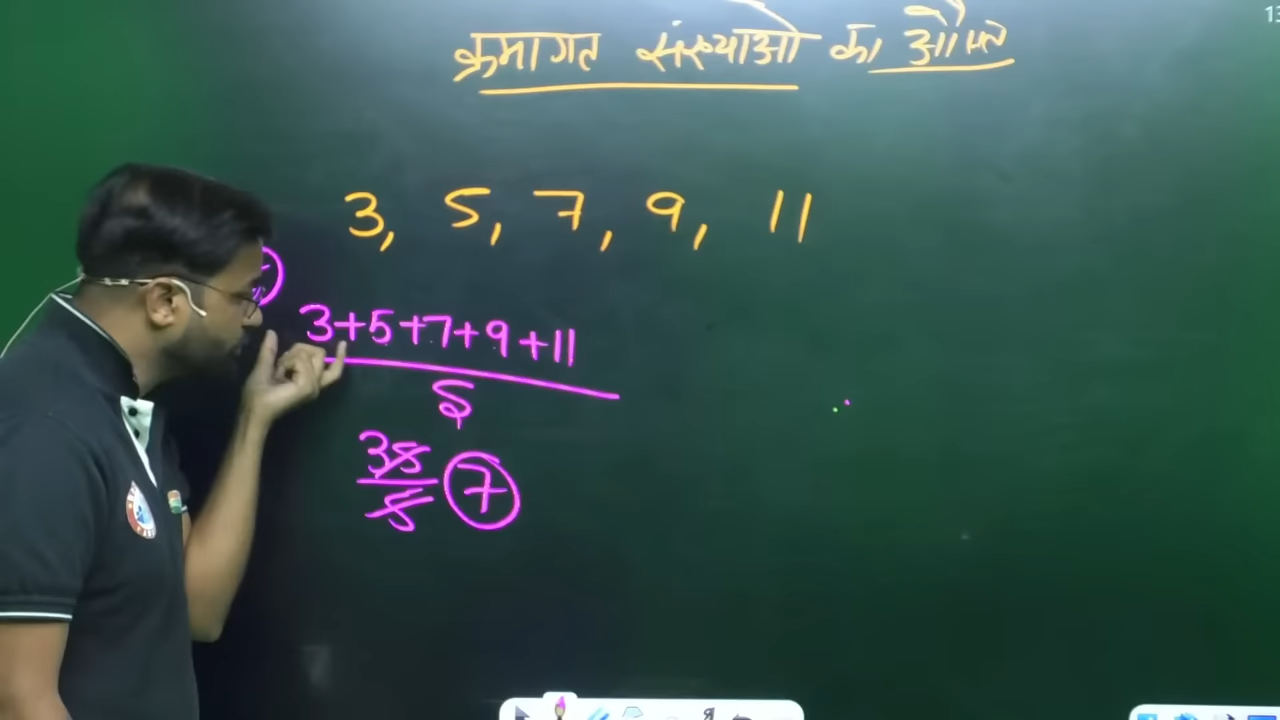 क्रमागत संख्याओ का औसत
3, 5, 7, 9, 11
3+5+7+9+11
5
35
5
7